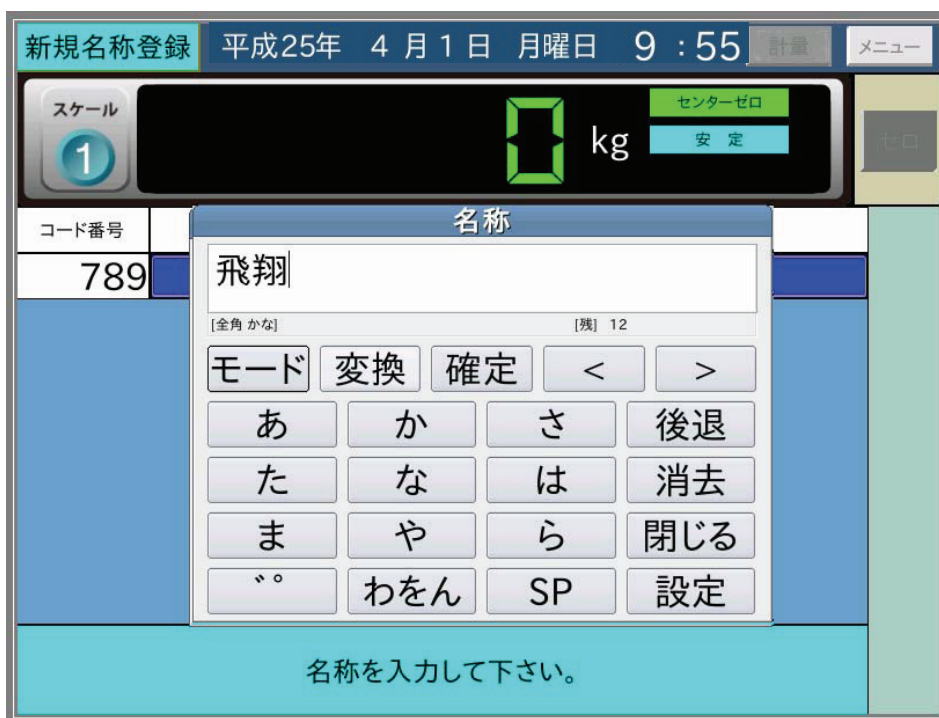 新規名称登録 平成25年 4月1日 月曜日 9:55 計量 メニュー
スケール
1
0 kg
センターゼロ
安 定
ゼロ
コード番号
789
名称
飛翔
[全角 かな] [残] 12
モード 変換 確定 < >
あ か さ 後退
た な は 消去
ま や ら 閉じる
゛゜ わをん SP 設定
名称を入力して下さい。